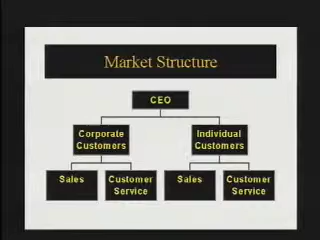 Market Structure
CEO
Corporate
Customers
Individual
Customers
Sales
Customer
Service
Sales
Customer
Service